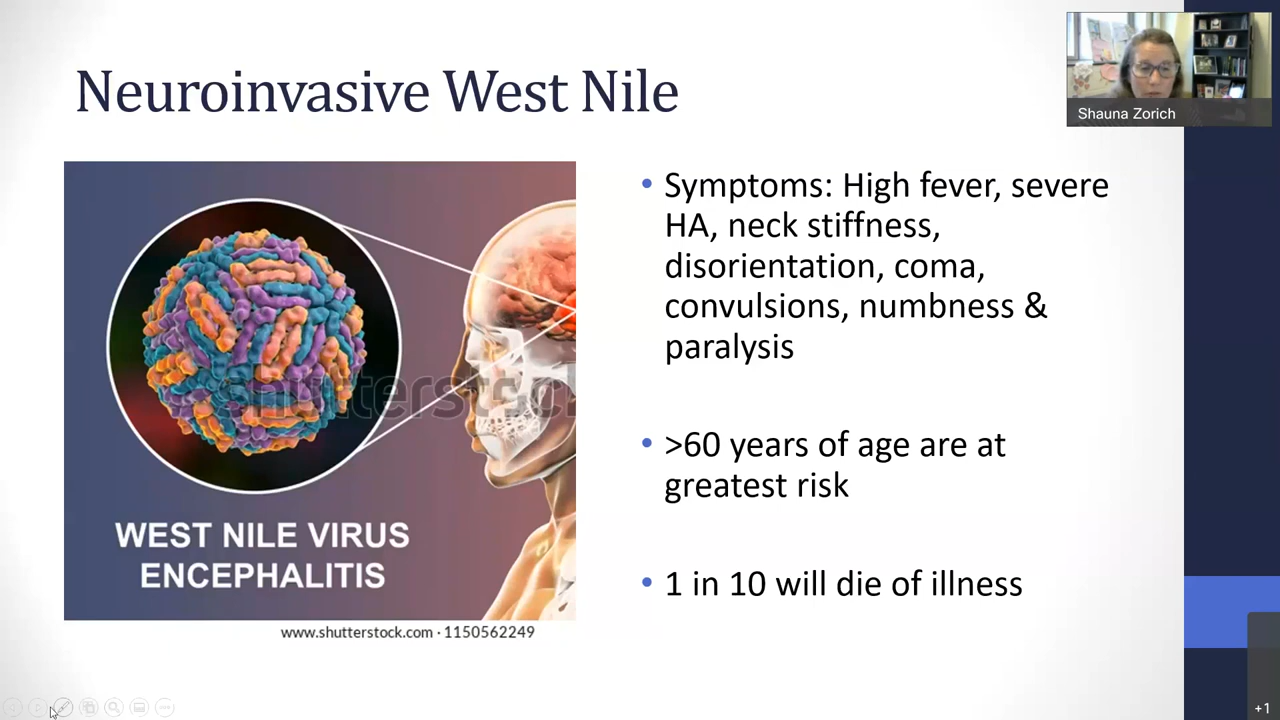 Neuroinvasive West Nile
Shauna Zorich
• Symptoms: High fever, severe
HA, neck stiffness,
disorientation, coma,
convulsions, numbness &
paralysis
• >60 years of age are at
greatest risk
• 1 in 10 will die of illness
shutterstock
WEST NILE VIRUS
ENCEPHALITIS
www.shutterstock.com · 1150562249
+1